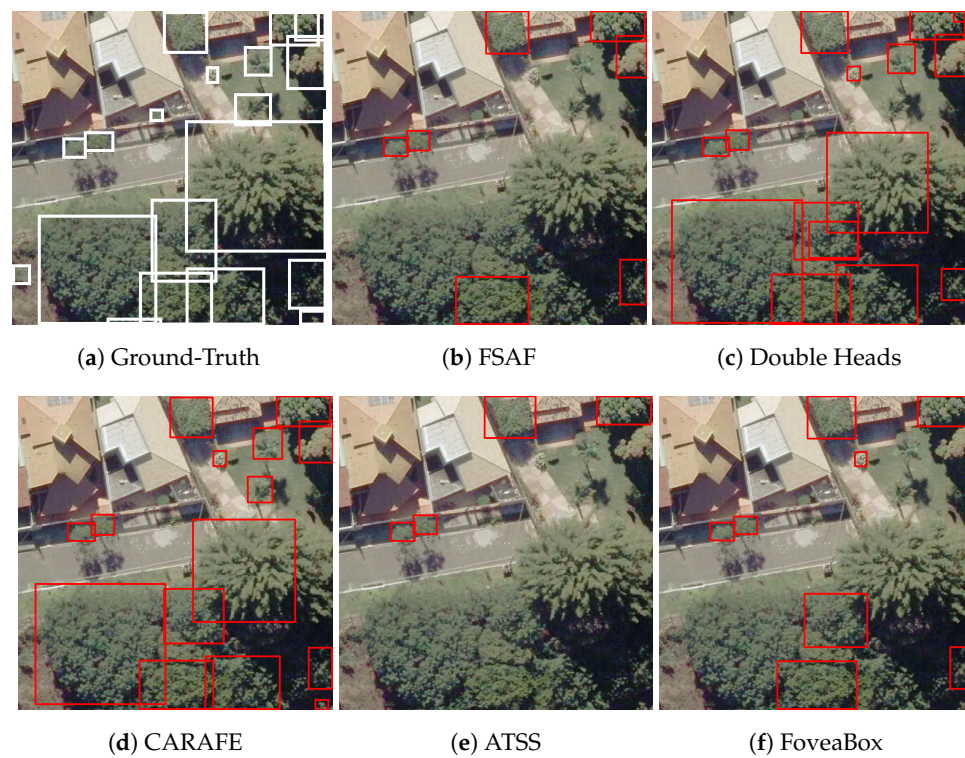 (a) Ground-Truth
(b) FSAF
(c) Double Heads
(d) CARAFE
(e) ATSS
(f) FoveaBox